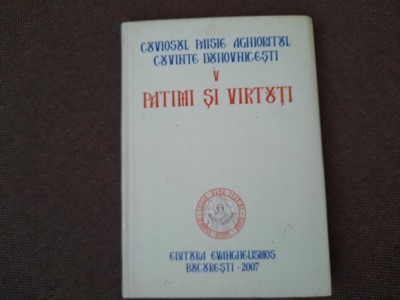 CUVIOSUL PAISIE AGHIORITUL
CUVINTE DUHOVNICEȘTI
V
PATIMI ȘI VIRTUȚI
EDITURA EVANGHELISMOS
BUCUREȘTI - 2007